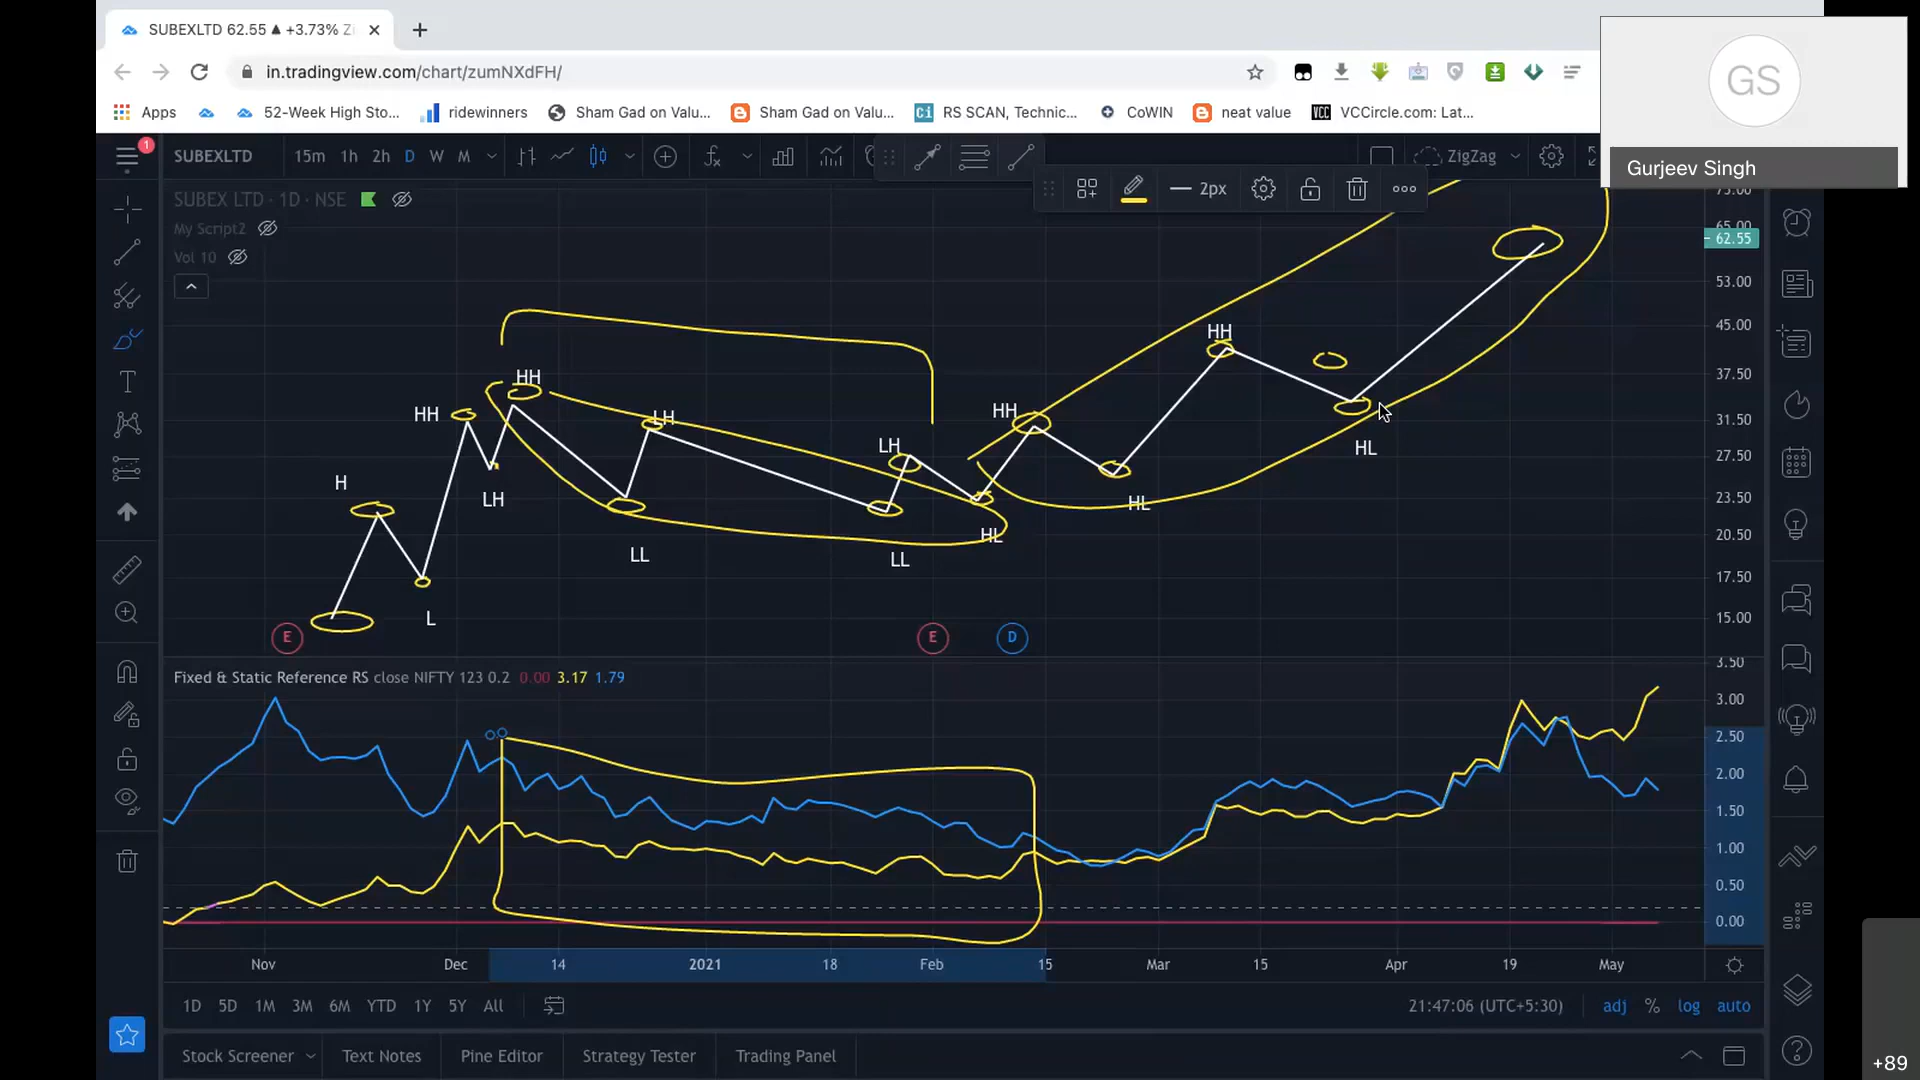 SUBEXLTD 62.55 ▲ +3.73% Zi
in.tradingview.com/chart/zumNXdFH/
Apps 52-Week High Sto... ridewinners Sham Gad on Valu... Sham Gad on Valu... Ci RS SCAN, Technic... CoWIN neat value VCC VCCircle.com: Lat...
GS
Gurjeev Singh
1
SUBEXLTD 15m 1h 2h D W M ZigZag
2px
SUBEX LTD · 1D · NSE
My Script2
Vol 10
73.00
65.00
62.55
53.00
45.00
37.50
31.50
27.50
23.50
20.50
17.50
15.00
HH
HH
HH
HH
LH
LH
HL
H
LH
HL
HL
LL
LL
L
E
E
D
Fixed & Static Reference RS close NIFTY 123 0.2 0.00 3.17 1.79
3.50
3.00
2.50
2.00
1.50
1.00
0.50
0.00
Nov Dec 14 2021 18 Feb 15 Mar 15 Apr 19 May
1D 5D 1M 3M 6M YTD 1Y 5Y All
21:47:06 (UTC+5:30) adj % log auto
Stock Screener Text Notes Pine Editor Strategy Tester Trading Panel
+89